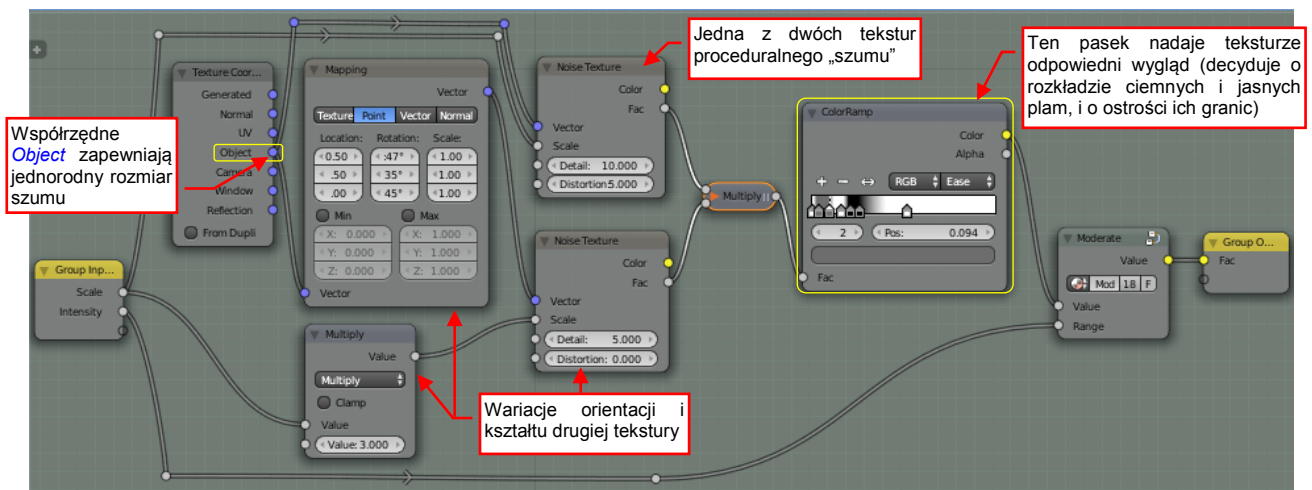 Współrzędne
Object zapewniają
jednorodny rozmiar
szumu
Group Inp...
Scale
Intensity
Texture Coor...
Generated
Normal
UV
Object
Camera
Window
Reflection
From Dupli
Mapping
Vector
Texture Point Vector Normal
Location: Rotation: Scale:
0.50 :47° 1.00
.50 35° 1.00
.00 45° 1.00
Min Max
X: 0.000 X: 1.000
Y: 0.000 Y: 1.000
Z: 0.000 Z: 1.000
Vector
Multiply
Value
Multiply
Clamp
Value
Value: 3.000
Jedna z dwóch tekstur
proceduralnego „szumu”
Noise Texture
Color
Fac
Vector
Scale
Detail: 10.000
Distortion:5.000
Noise Texture
Color
Fac
Vector
Scale
Detail: 5.000
Distortion: 0.000
Wariacje orientacji i
kształtu drugiej tekstury
Multiply
Ten pasek nadaje teksturze
odpowiedni wygląd (decyduje o
rozkładzie ciemnych i jasnych
plam, i o ostrości ich granic)
ColorRamp
Color
Alpha
RGB Ease
2 Pos: 0.094
Fac
Moderate
Value
Mod 18 F
Value
Range
Group O...
Fac